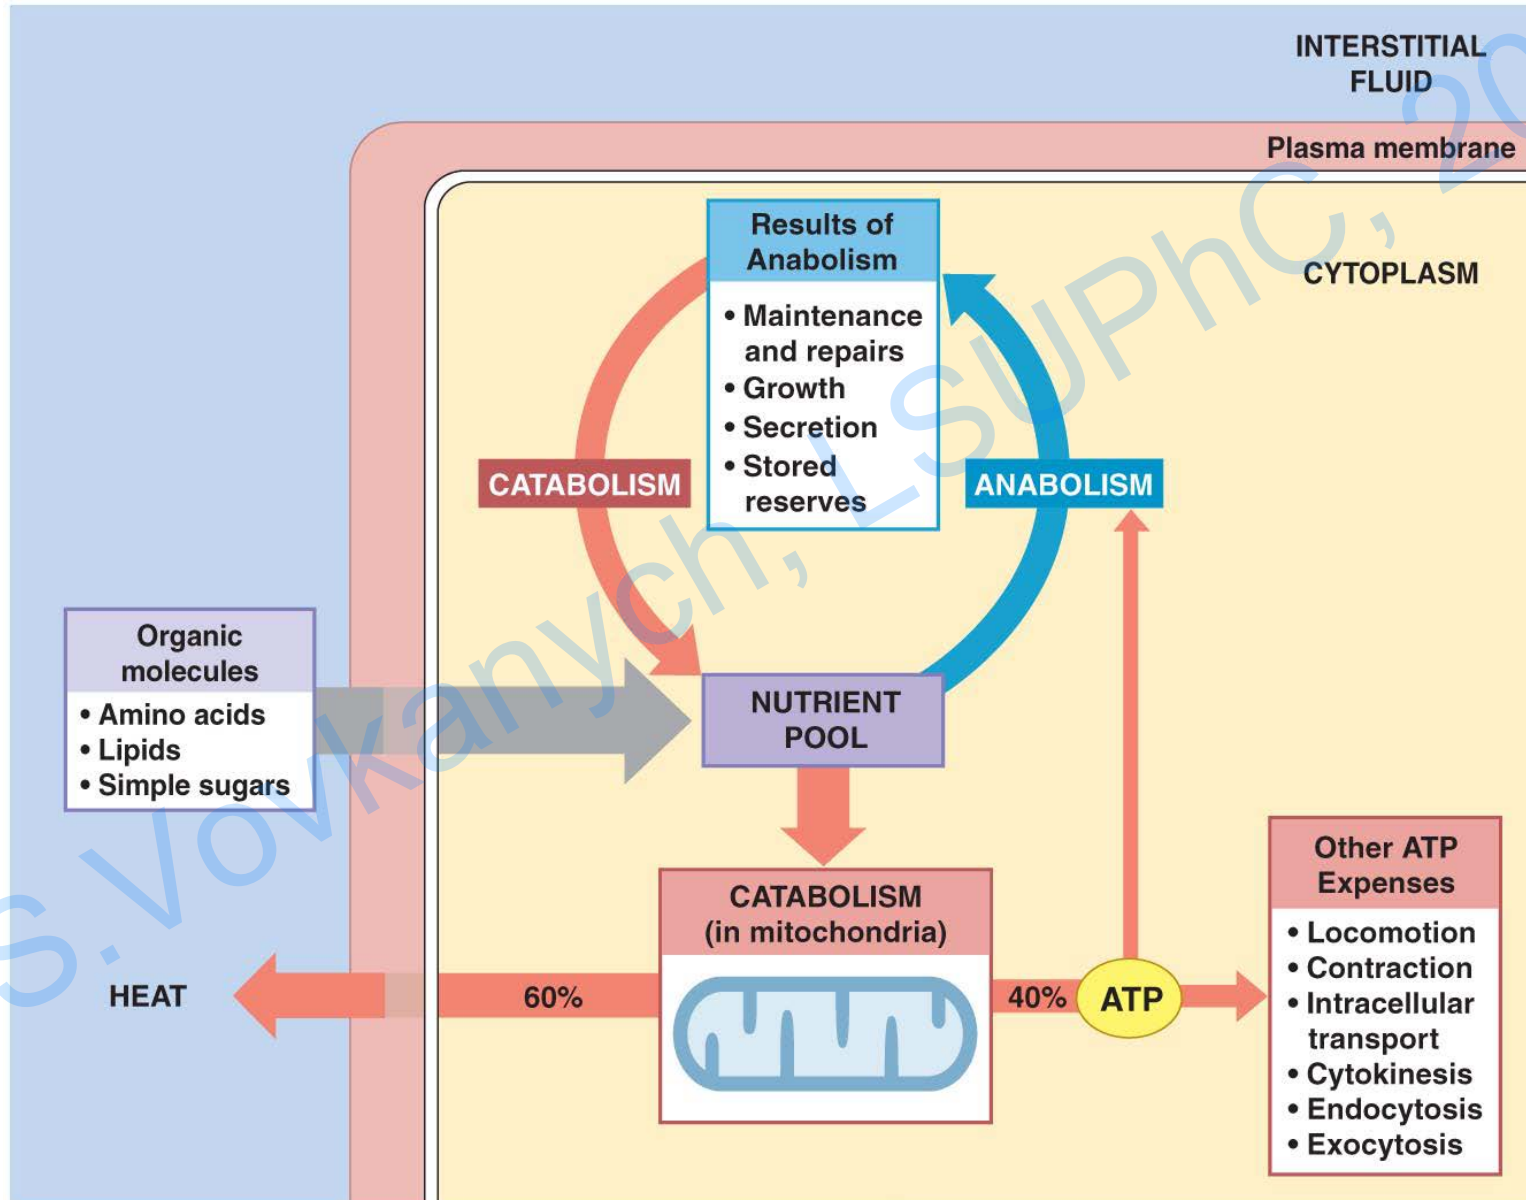 INTERSTITIAL
FLUID
Plasma membrane
CYTOPLASM
Results of
Anabolism
• Maintenance
and repairs
• Growth
• Secretion
• Stored
reserves
CATABOLISM
ANABOLISM
Organic
molecules
• Amino acids
• Lipids
• Simple sugars
NUTRIENT
POOL
CATABOLISM
(in mitochondria)
HEAT
60%
40%
ATP
Other ATP
Expenses
• Locomotion
• Contraction
• Intracellular
transport
• Cytokinesis
• Endocytosis
• Exocytosis
S.Vovkanych, LSUPhC, 20